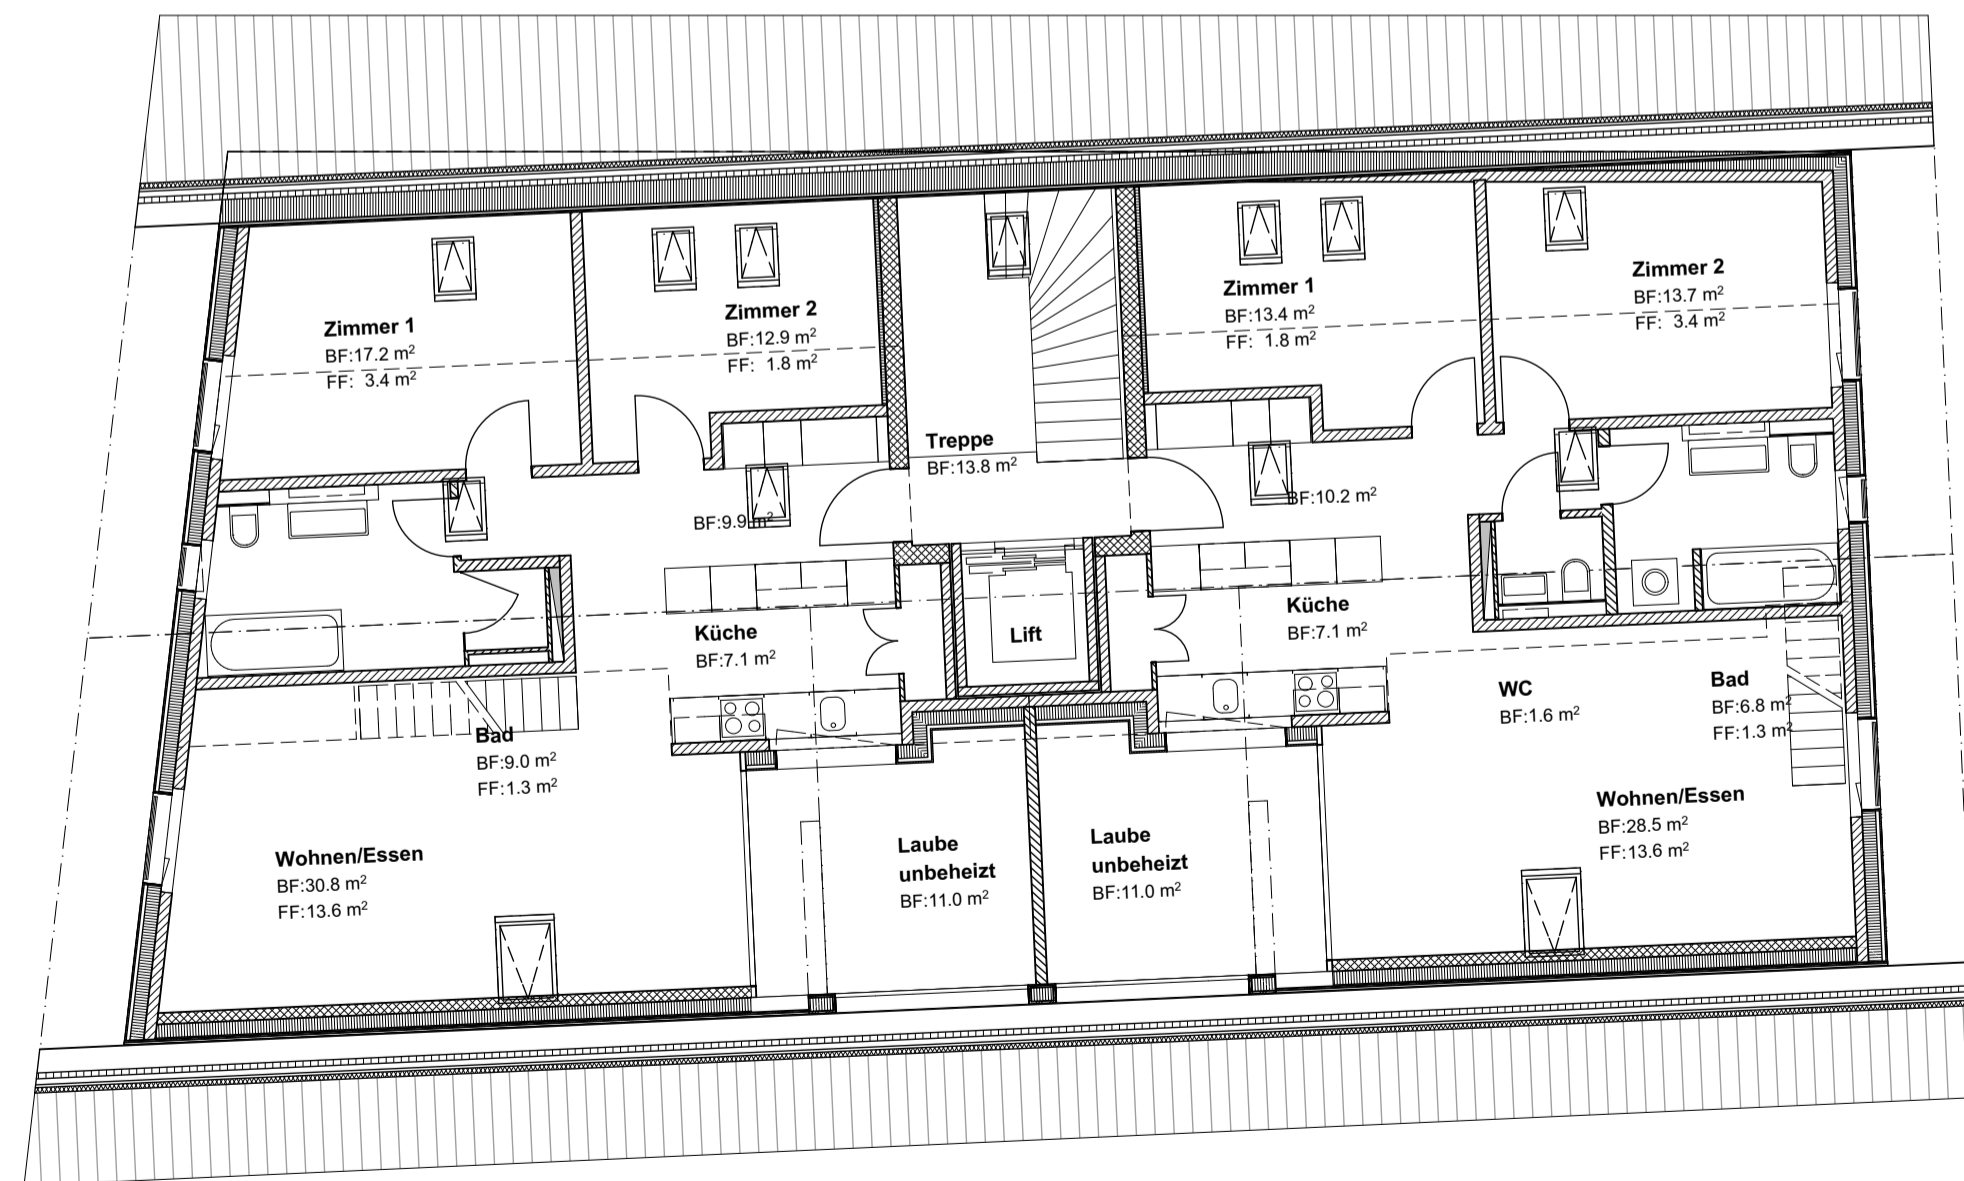 Zimmer 1
BF:17.2 m²
FF: 3.4 m²
Zimmer 2
BF:12.9 m²
FF: 1.8 m²
Zimmer 1
BF:13.4 m²
FF: 1.8 m²
Zimmer 2
BF:13.7 m²
FF: 3.4 m²
Treppe
BF:13.8 m²
BF:9.9 m²
BF:10.2 m²
Küche
BF:7.1 m²
Lift
Küche
BF:7.1 m²
Bad
BF:9.0 m²
FF:1.3 m²
WC
BF:1.6 m²
Bad
BF:6.8 m²
FF:1.3 m²
Wohnen/Essen
BF:30.8 m²
FF:13.6 m²
Laube
unbeheizt
BF:11.0 m²
Laube
unbeheizt
BF:11.0 m²
Wohnen/Essen
BF:28.5 m²
FF:13.6 m²